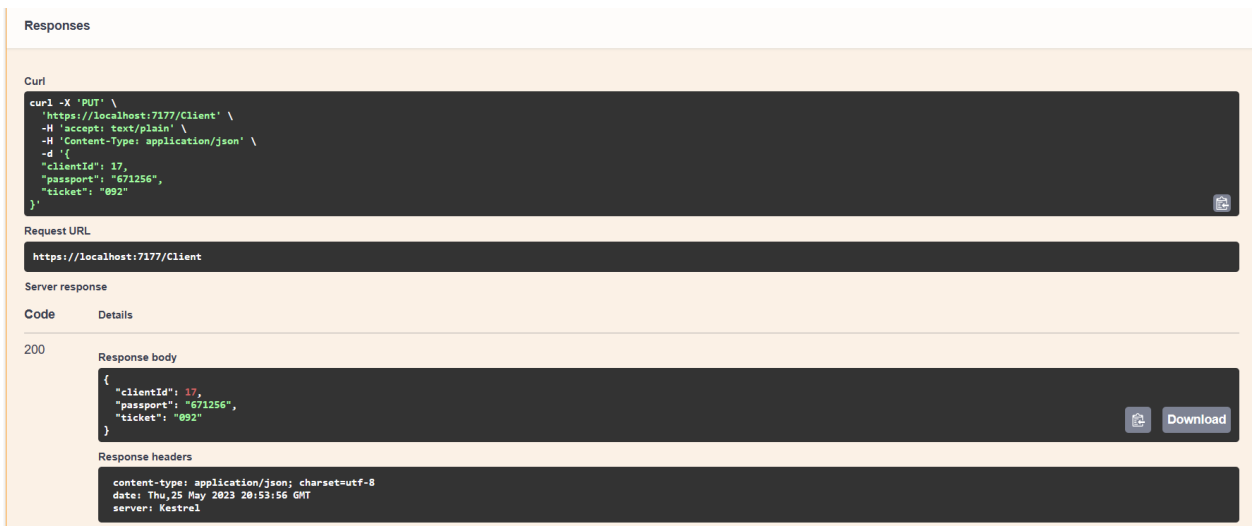 Responses
Curl
curl -X 'PUT' \
  'https://localhost:7177/Client' \
  -H 'accept: text/plain' \
  -H 'Content-Type: application/json' \
  -d '{
  "clientId": 17,
  "passport": "671256",
  "ticket": "092"
}'
Request URL
https://localhost:7177/Client
Server response
Code Details
200
Response body
{
  "clientId": 17,
  "passport": "671256",
  "ticket": "092"
}
Download
Response headers
content-type: application/json; charset=utf-8
date: Thu,25 May 2023 20:53:56 GMT
server: Kestrel